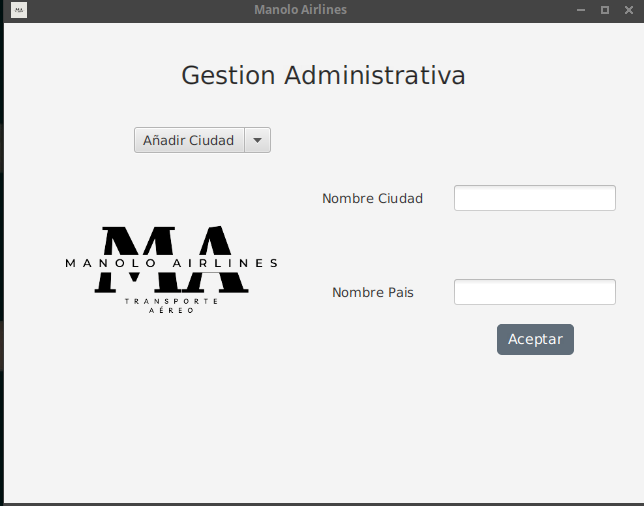 Manolo Airlines
Gestion Administrativa
Añadir Ciudad
Nombre Ciudad
MA
MANOLO AIRLINES
TRANSPORTE
AÉREO
Nombre Pais
Aceptar